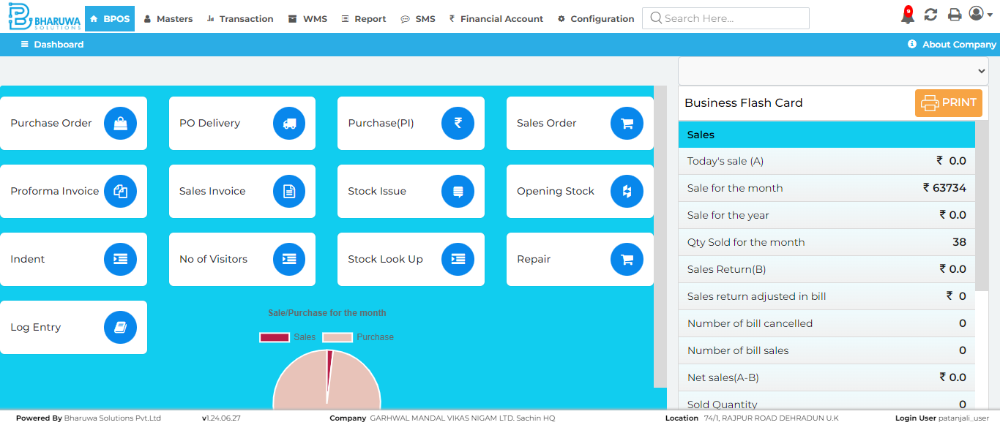 BHARUWA
SOLUTIONS
BPOS
Masters
Transaction
WMS
Report
SMS
₹ Financial Account
Configuration
Search Here...
9
Dashboard
About Company
Purchase Order
PO Delivery
Purchase(PI)
₹
Sales Order
Proforma Invoice
Sales Invoice
Stock Issue
Opening Stock
Indent
No of Visitors
Stock Look Up
Repair
Log Entry
Sale/Purchase for the month
Sales
Purchase
Business Flash Card
PRINT
Sales
Today's sale (A) ₹ 0.0
Sale for the month ₹ 63734
Sale for the year ₹ 0.0
Qty Sold for the month 38
Sales Return(B) ₹ 0.0
Sales return adjusted in bill ₹ 0
Number of bill cancelled 0
Number of bill sales 0
Net sales(A-B) ₹ 0.0
Sold Quantity 0
Powered By Bharuwa Solutions Pvt.Ltd
v1.24.06.27
Company GARHWAL MANDAL VIKAS NIGAM LTD. Sachin HQ
Location 74/1, RAJPUR ROAD DEHRADUN U.K
Login User patanjali_user